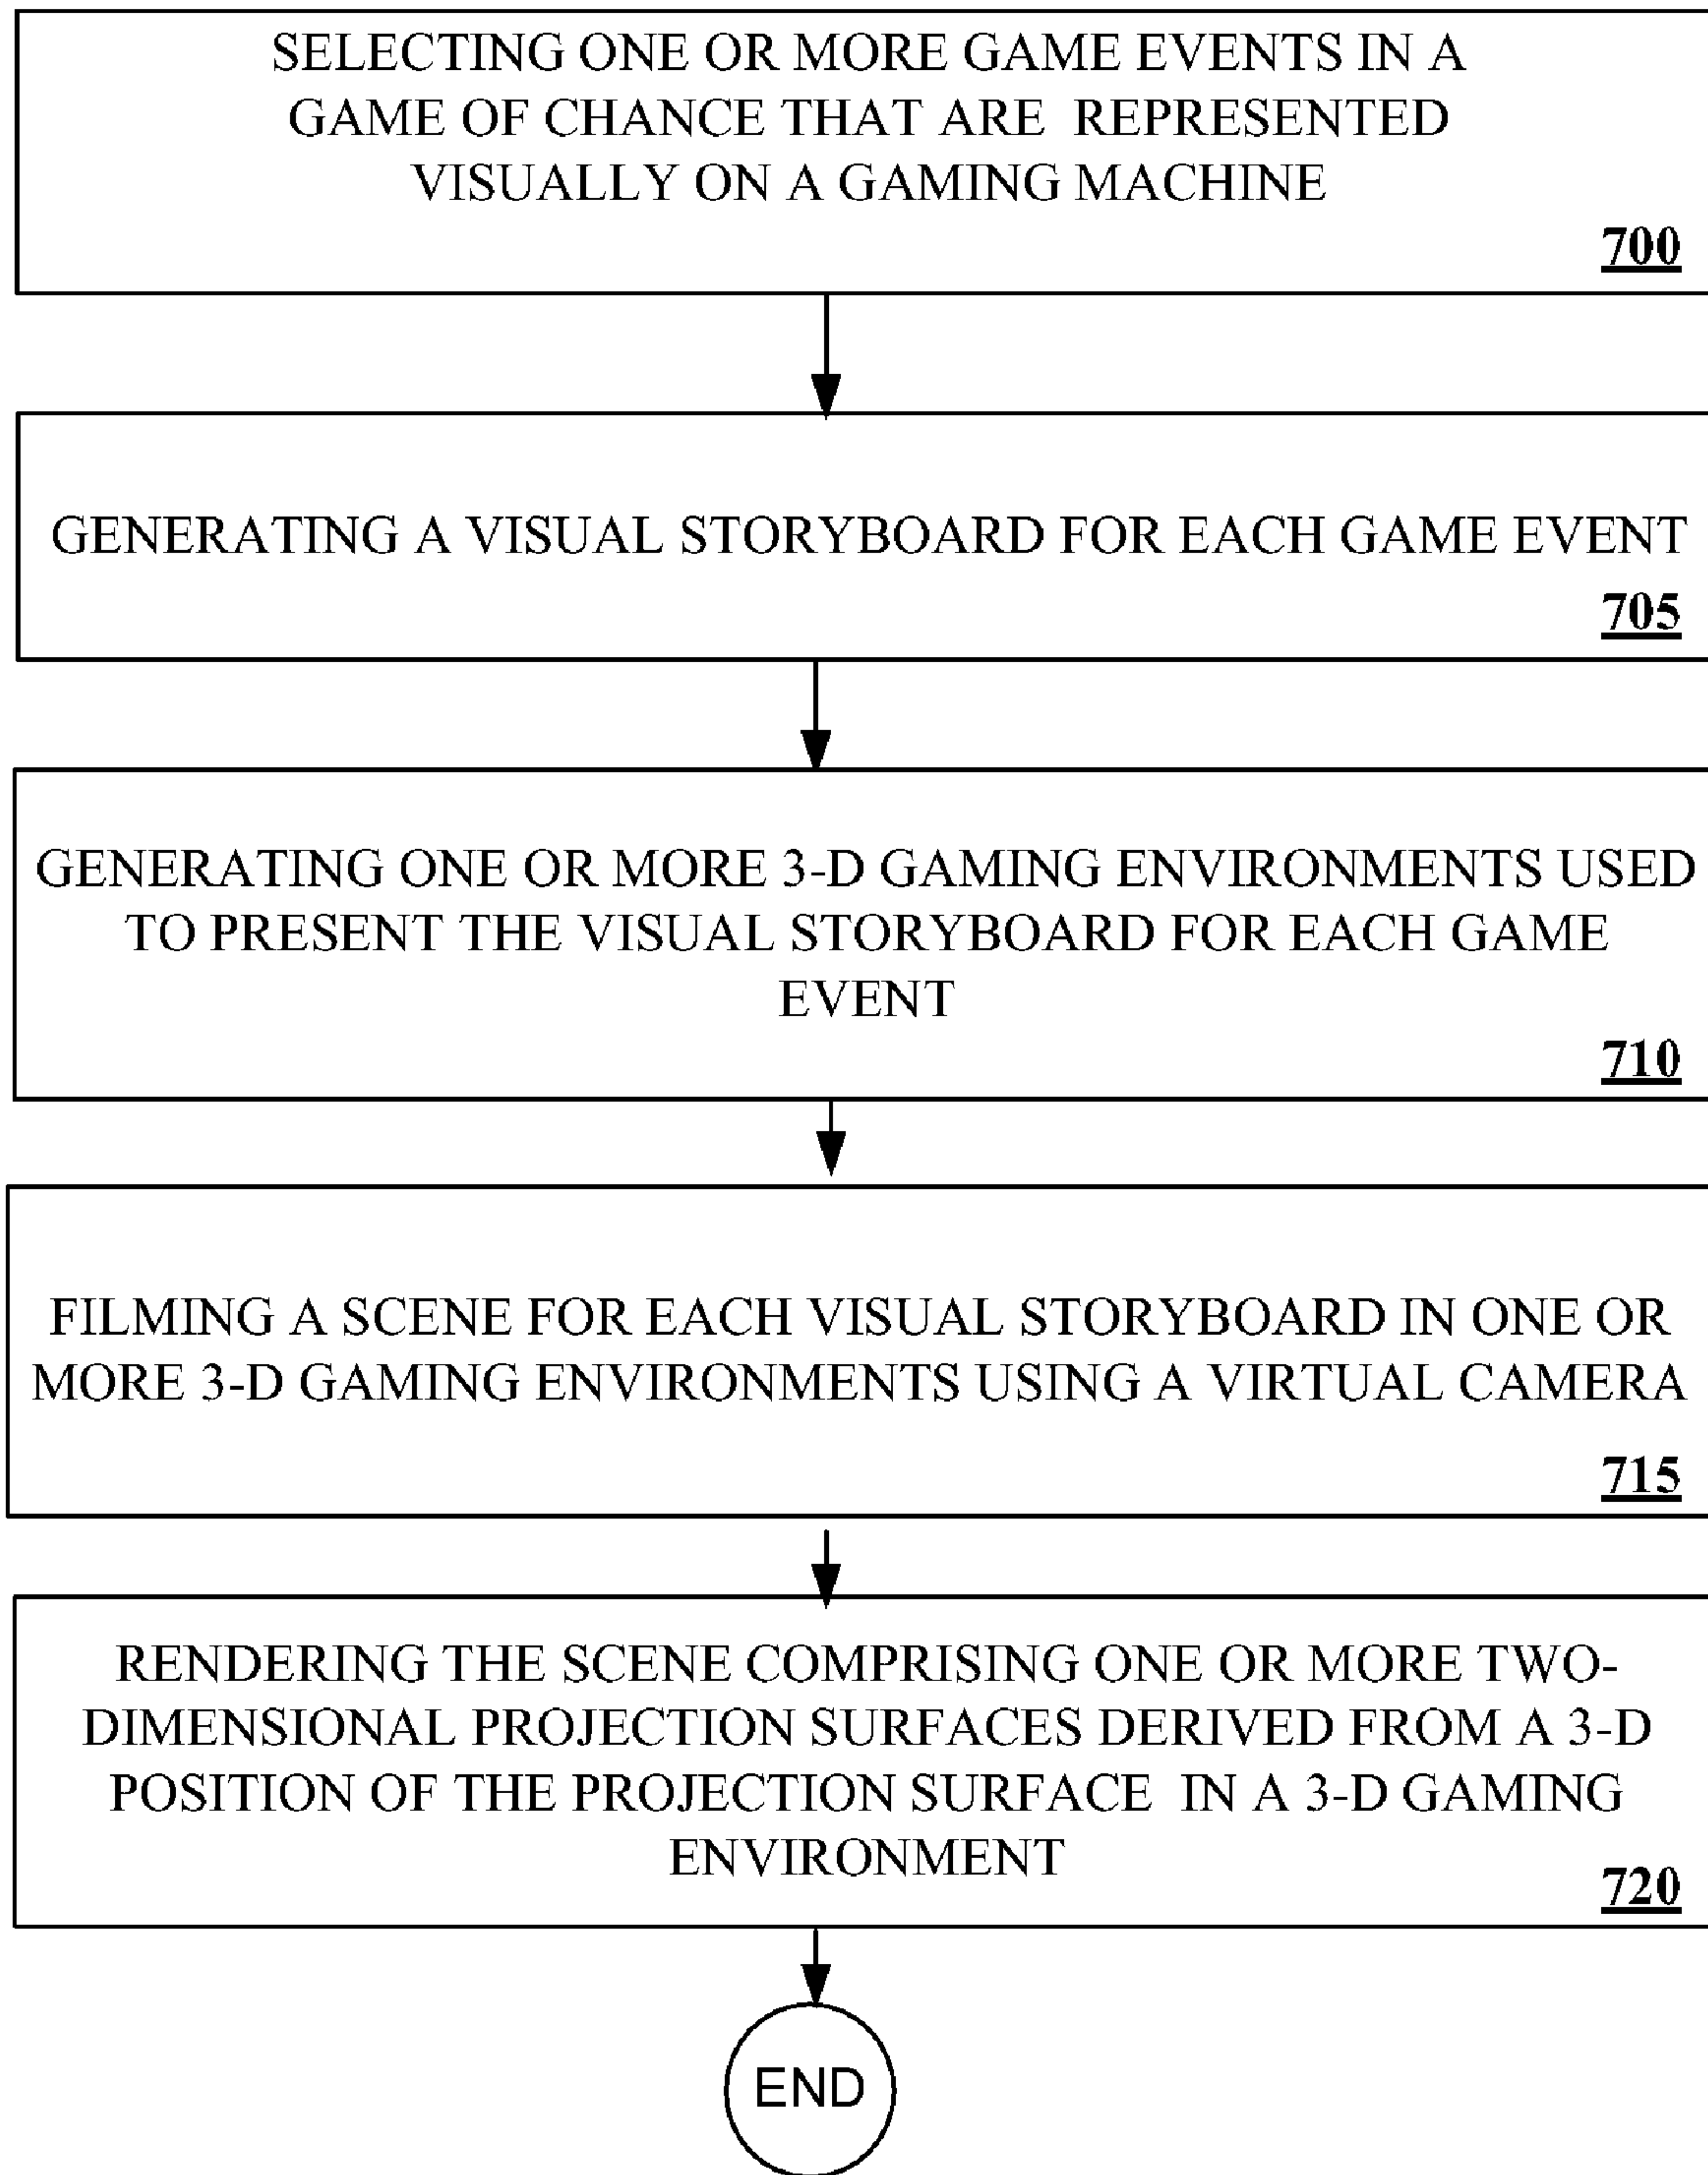 SELECTING ONE OR MORE GAME EVENTS IN A
GAME OF CHANCE THAT ARE REPRESENTED
VISUALLY ON A GAMING MACHINE
700
GENERATING A VISUAL STORYBOARD FOR EACH GAME EVENT
705
GENERATING ONE OR MORE 3-D GAMING ENVIRONMENTS USED
TO PRESENT THE VISUAL STORYBOARD FOR EACH GAME
EVENT
710
FILMING A SCENE FOR EACH VISUAL STORYBOARD IN ONE OR
MORE 3-D GAMING ENVIRONMENTS USING A VIRTUAL CAMERA
715
RENDERING THE SCENE COMPRISING ONE OR MORE TWO-
DIMENSIONAL PROJECTION SURFACES DERIVED FROM A 3-D
POSITION OF THE PROJECTION SURFACE IN A 3-D GAMING
ENVIRONMENT
720
END